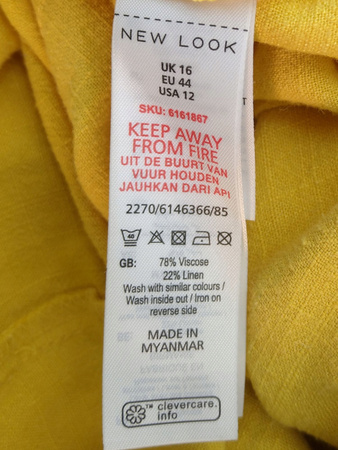 NEW LOOK
UK 16
EU 44
USA 12
SKU: 6161867
KEEP AWAY
FROM FIRE
UIT DE BUURT VAN
VUUR HOUDEN
JAUHKAN DARI API
2270/6146366/85
40
GB: 78% Viscose
22% Linen
Wash with similar colours /
Wash inside out / Iron on
reverse side
MADE IN
MYANMAR
™ clevercare.
info